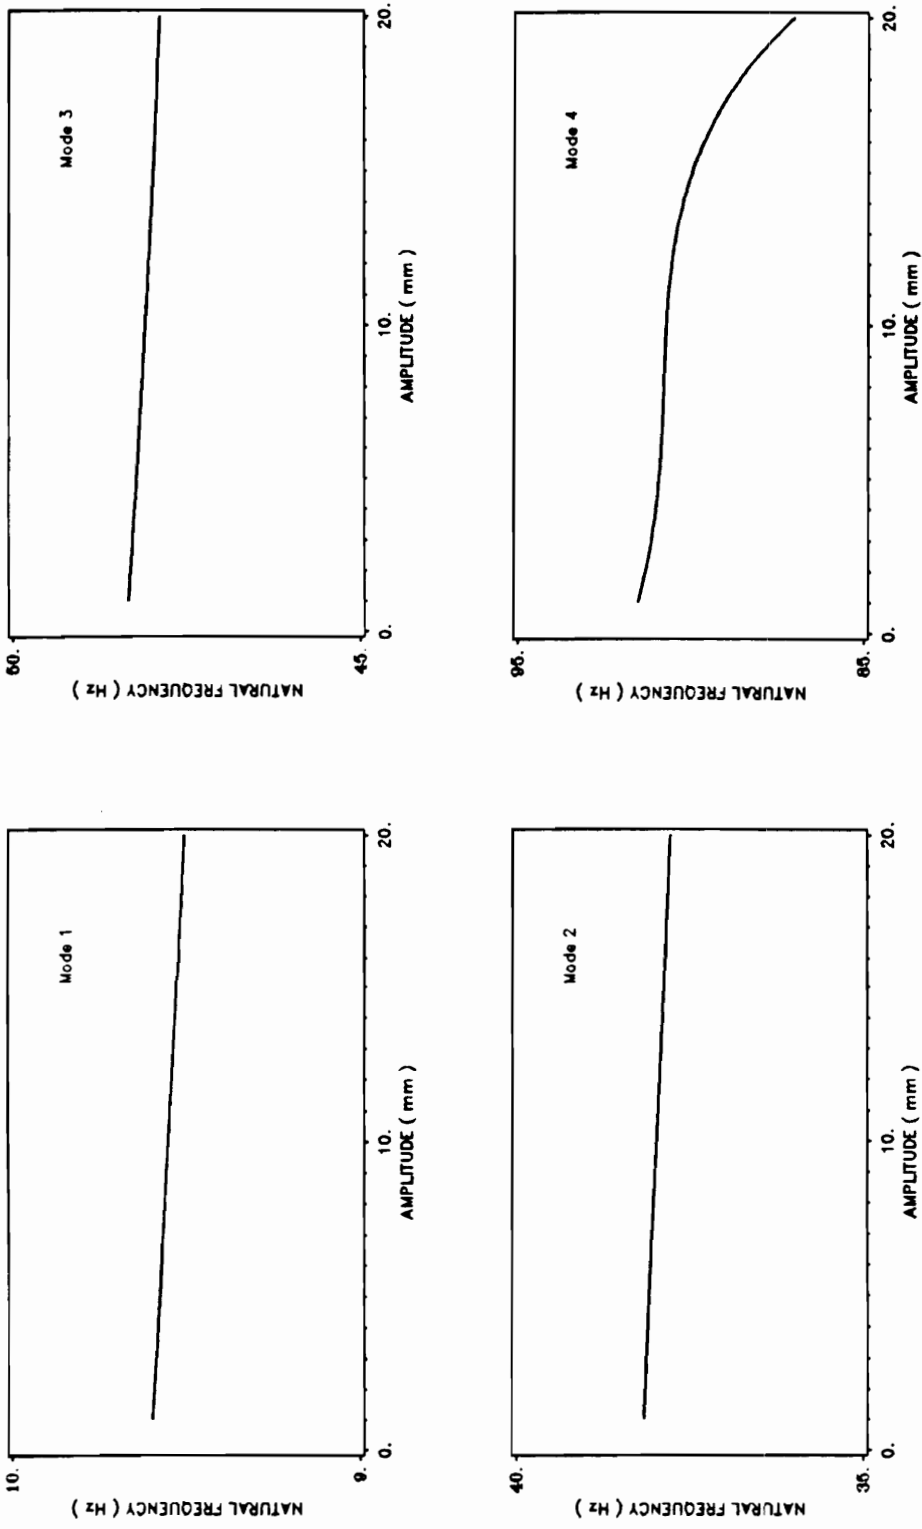 10.
NATURAL FREQUENCY ( Hz )
9.
Mode 1
0.
10.
20.
AMPLITUDE ( mm )
50.
NATURAL FREQUENCY ( Hz )
45.
Mode 3
0.
10.
20.
AMPLITUDE ( mm )
40.
NATURAL FREQUENCY ( Hz )
35.
Mode 2
0.
10.
20.
AMPLITUDE ( mm )
95.
NATURAL FREQUENCY ( Hz )
85.
Mode 4
0.
10.
20.
AMPLITUDE ( mm )